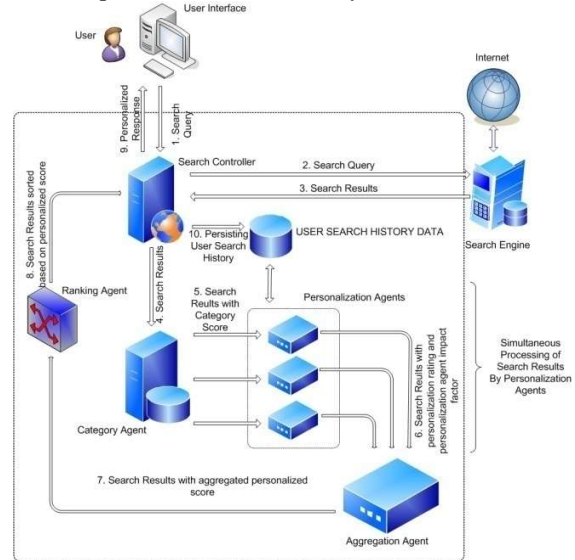 User Interface
User
Internet
9. Personalized
Response
1. Search
Query
Search Controller
2. Search Query
3. Search Results
8. Search Results sorted
based on personalized score
10. Persisting
User Search
History
USER SEARCH HISTORY DATA
Search Engine
4. Search Results
Ranking Agent
5. Search
Reults with
Category
Score
Personalization Agents
6. Search Reults with
personalization rating and
personalization agent impact
factor
Simultaneous
Processing of
Search Results
By Personalization
Agents
Category Agent
7. Search Results with aggregated personalized
score
Aggregation Agent